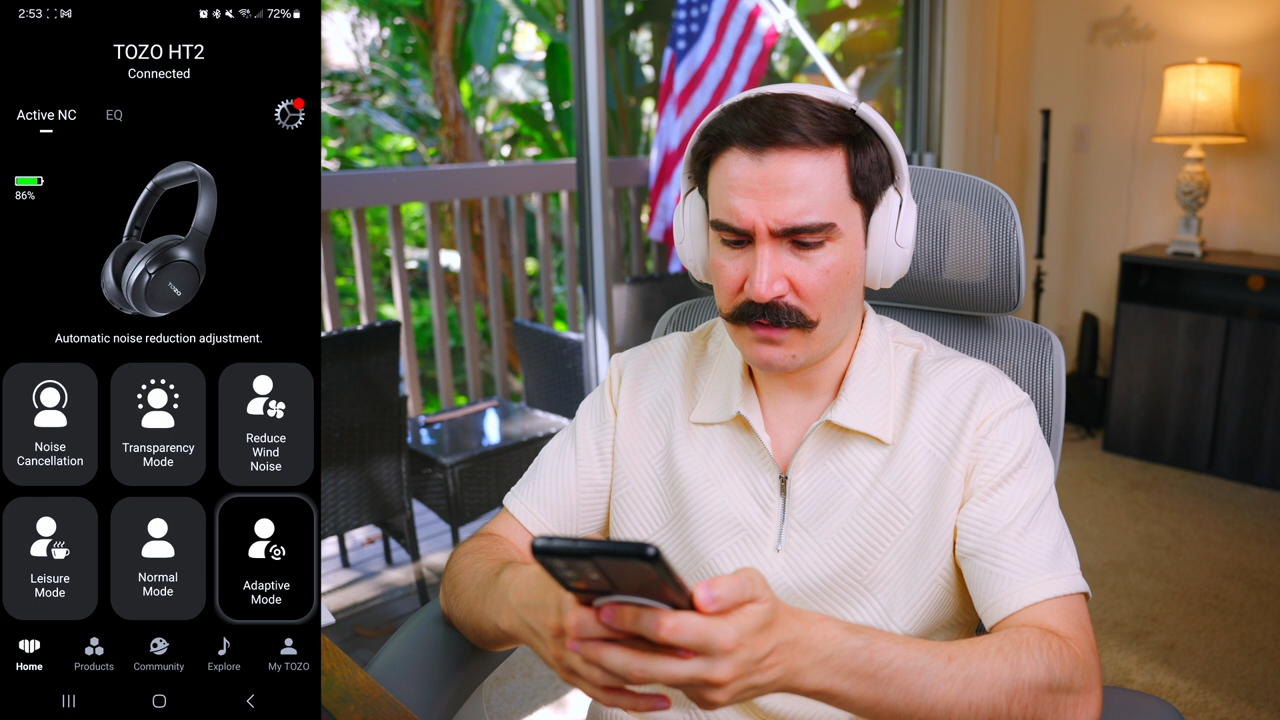 2:53
72%
TOZO HT2
Connected
Active NC
EQ
86%
TOZO
Automatic noise reduction adjustment.
Noise
Cancellation
Transparency
Mode
Reduce
Wind
Noise
Leisure
Mode
Normal
Mode
Adaptive
Mode
Home
Products
Community
Explore
My TOZO